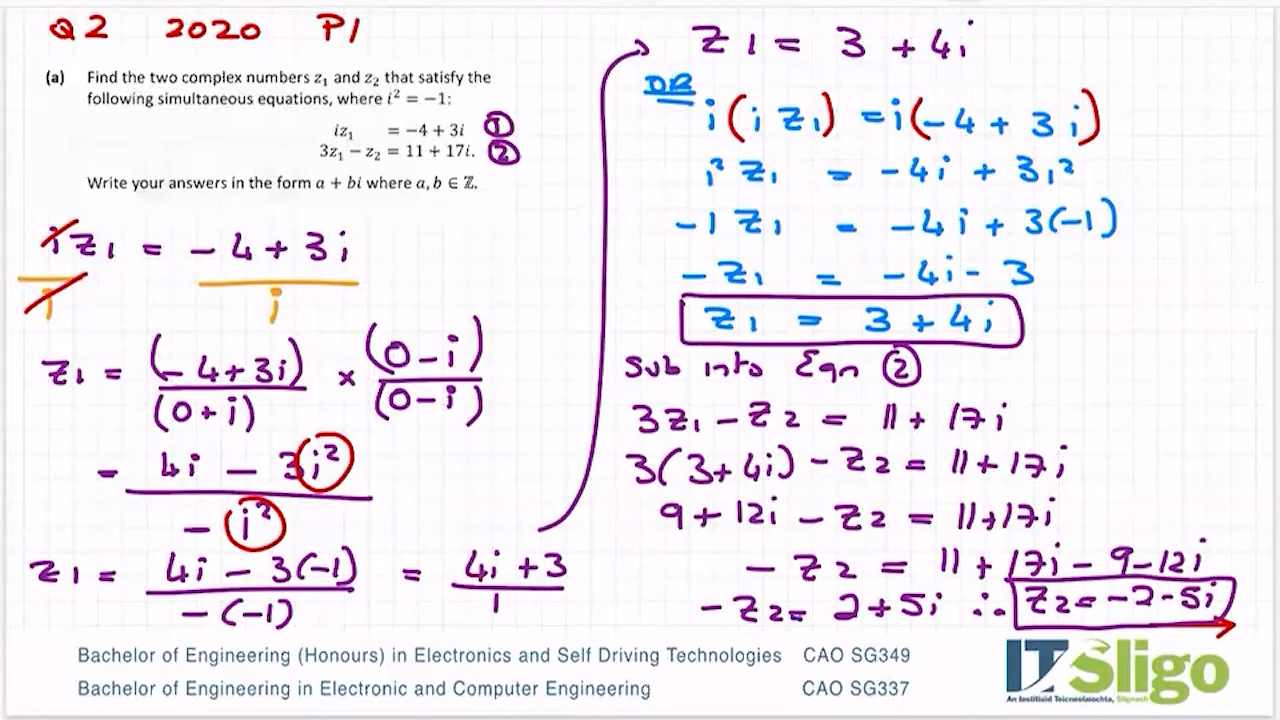 Q2 2020 P1
(a) Find the two complex numbers z₁ and z₂ that satisfy the
following simultaneous equations, where i² = −1:
iz₁ = −4 + 3i ①
3z₁ − z₂ = 11 + 17i. ②
Write your answers in the form a + bi where a, b ∈ ℤ.
iz₁ = −4 + 3i
i i
z₁ = (−4+3i) × (0−i)
(0+i) (0−i)
= 4i − 3i²
− i²
z₁ = 4i − 3(−1) = 4i + 3
−(−1) 1
z₁ = 3 + 4i
OR
i(i z₁) = i(−4 + 3i)
i² z₁ = −4i + 3i²
−1 z₁ = −4i + 3(−1)
−z₁ = −4i − 3
z₁ = 3 + 4i
Sub into Eqn ②
3z₁ − z₂ = 11 + 17i
3(3+4i) − z₂ = 11 + 17i
9 + 12i − z₂ = 11 + 17i
− z₂ = 11 + 17i − 9 − 12i
−z₂ = 2 + 5i ∴ z₂ = −2 − 5i
Bachelor of Engineering (Honours) in Electronics and Self Driving Technologies CAO SG349
Bachelor of Engineering in Electronic and Computer Engineering CAO SG337
IT Sligo
An Institiúid Teicneolaíochta, Sligeach